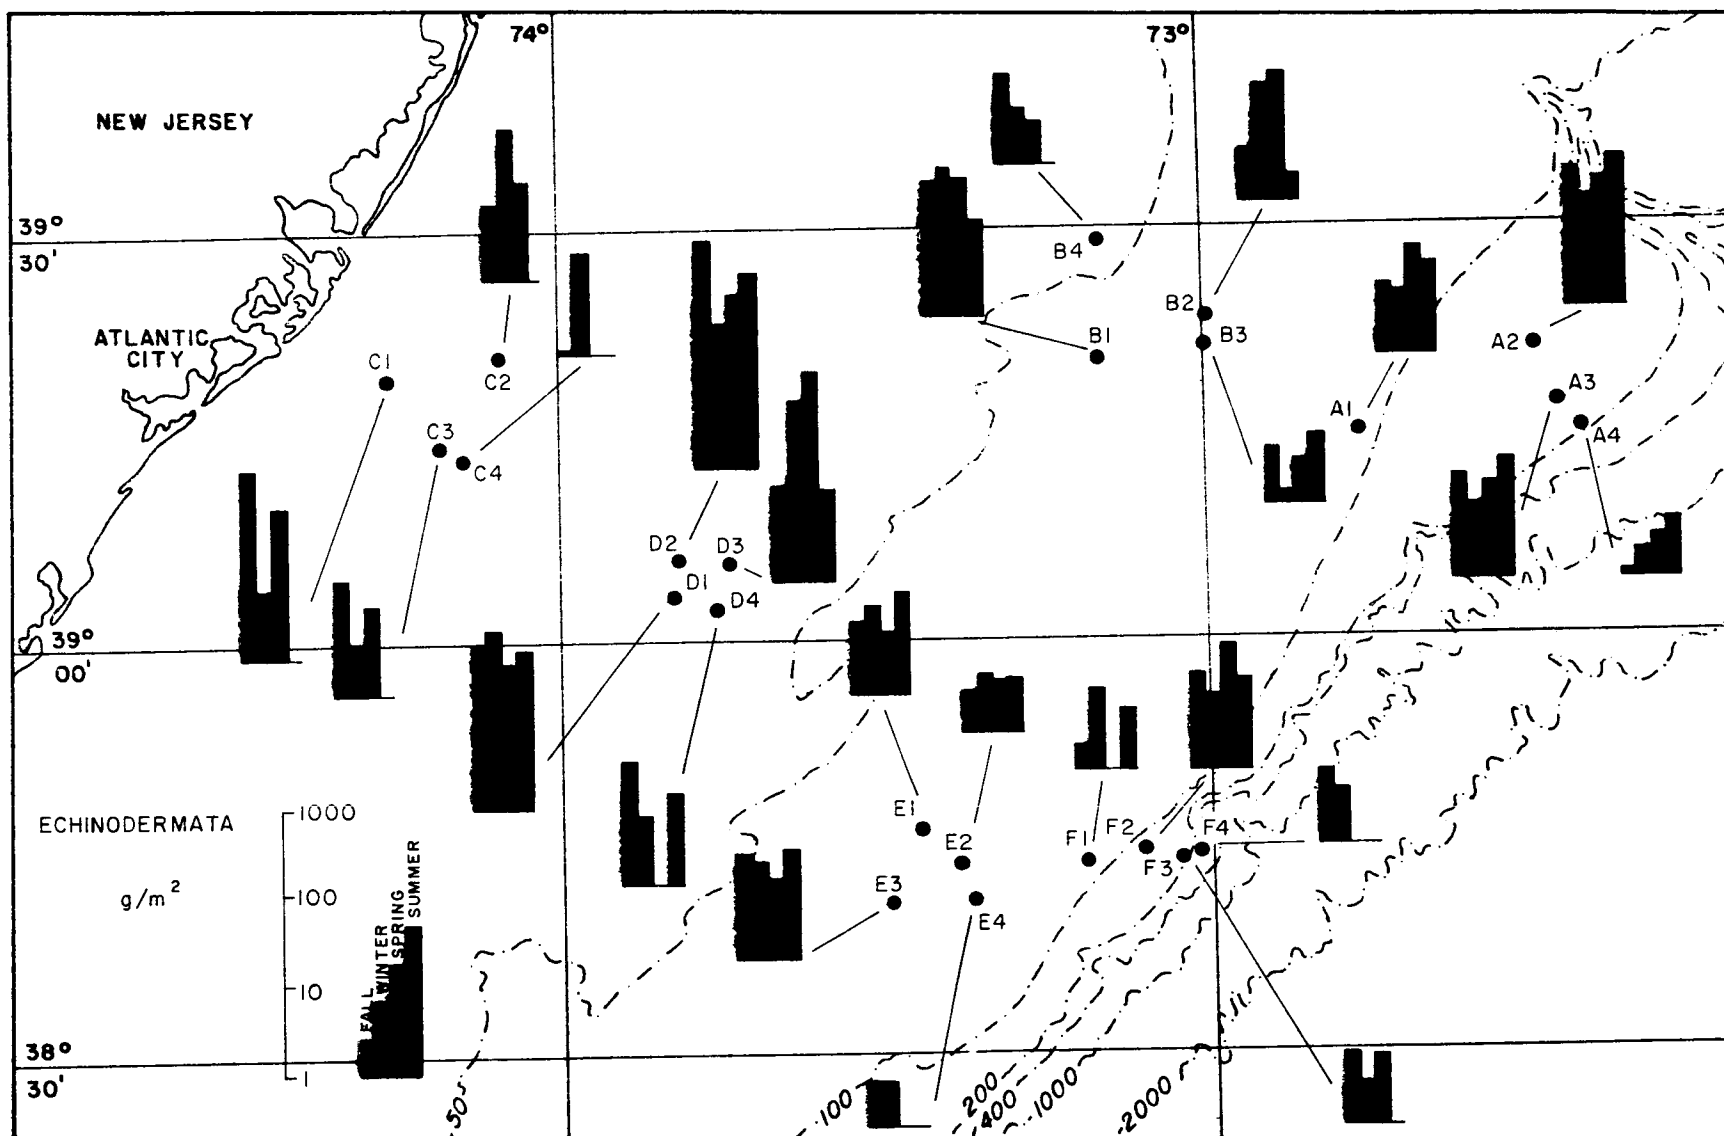 74°
73°
NEW JERSEY
39°
30'
ATLANTIC
CITY
C1
C2
C3
C4
B4
B2
B3
B1
A2
A3
A1
A4
D2
D3
D1
D4
39°
00'
E1
E2
E3
E4
F1
F2
F4
F3
ECHINODERMATA
g/m²
1000
100
10
1
FALL
WINTER
SPRING
SUMMER
38°
30'
50'
100
200
400
1000
2000